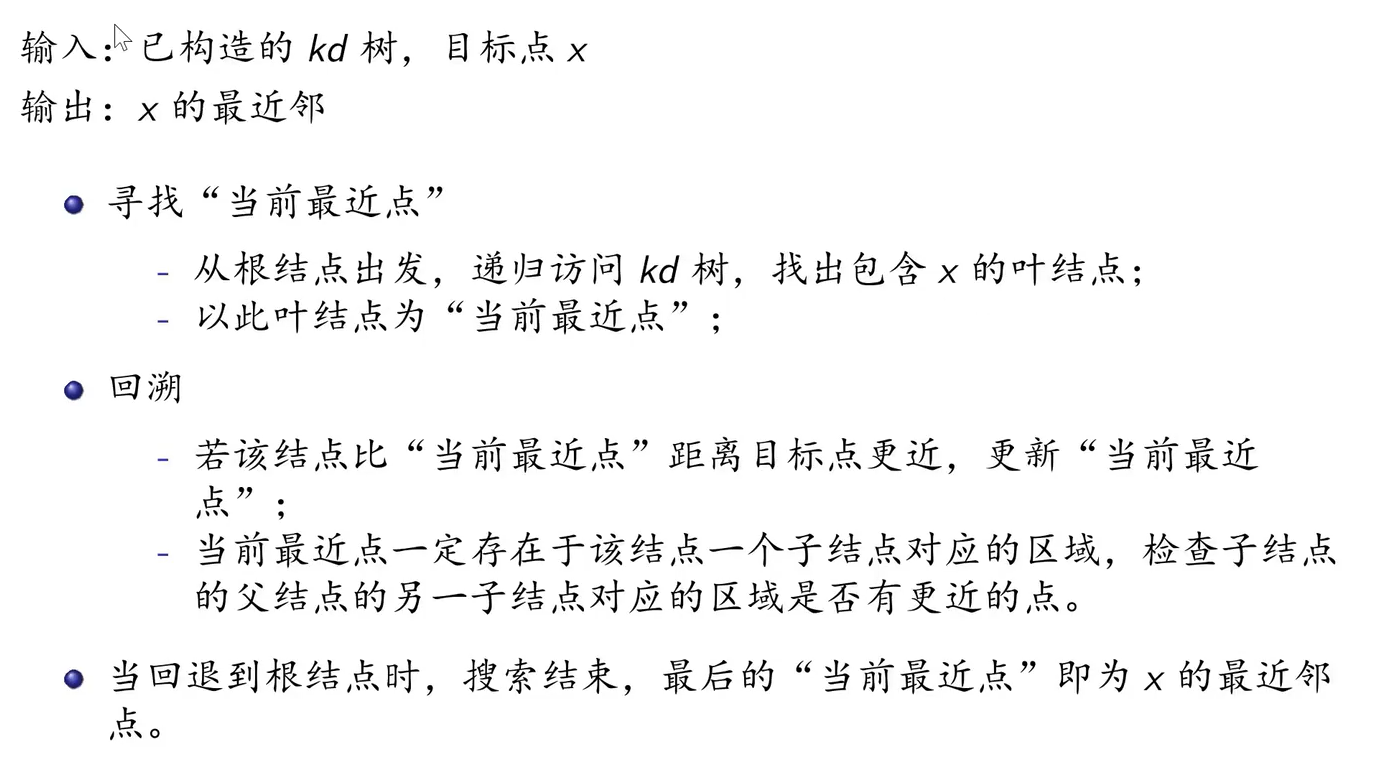 输入：已构造的 kd 树，目标点 x
输出：x 的最近邻
寻找“当前最近点”
- 从根结点出发，递归访问 kd 树，找出包含 x 的叶结点；
- 以此叶结点为“当前最近点”；
回溯
- 若该结点比“当前最近点”距离目标点更近，更新“当前最近
点”；
- 当前最近点一定存在于该结点一个子结点对应的区域，检查子结点
的父结点的另一子结点对应的区域是否有更近的点。
当回退到根结点时，搜索结束，最后的“当前最近点”即为 x 的最近邻
点。